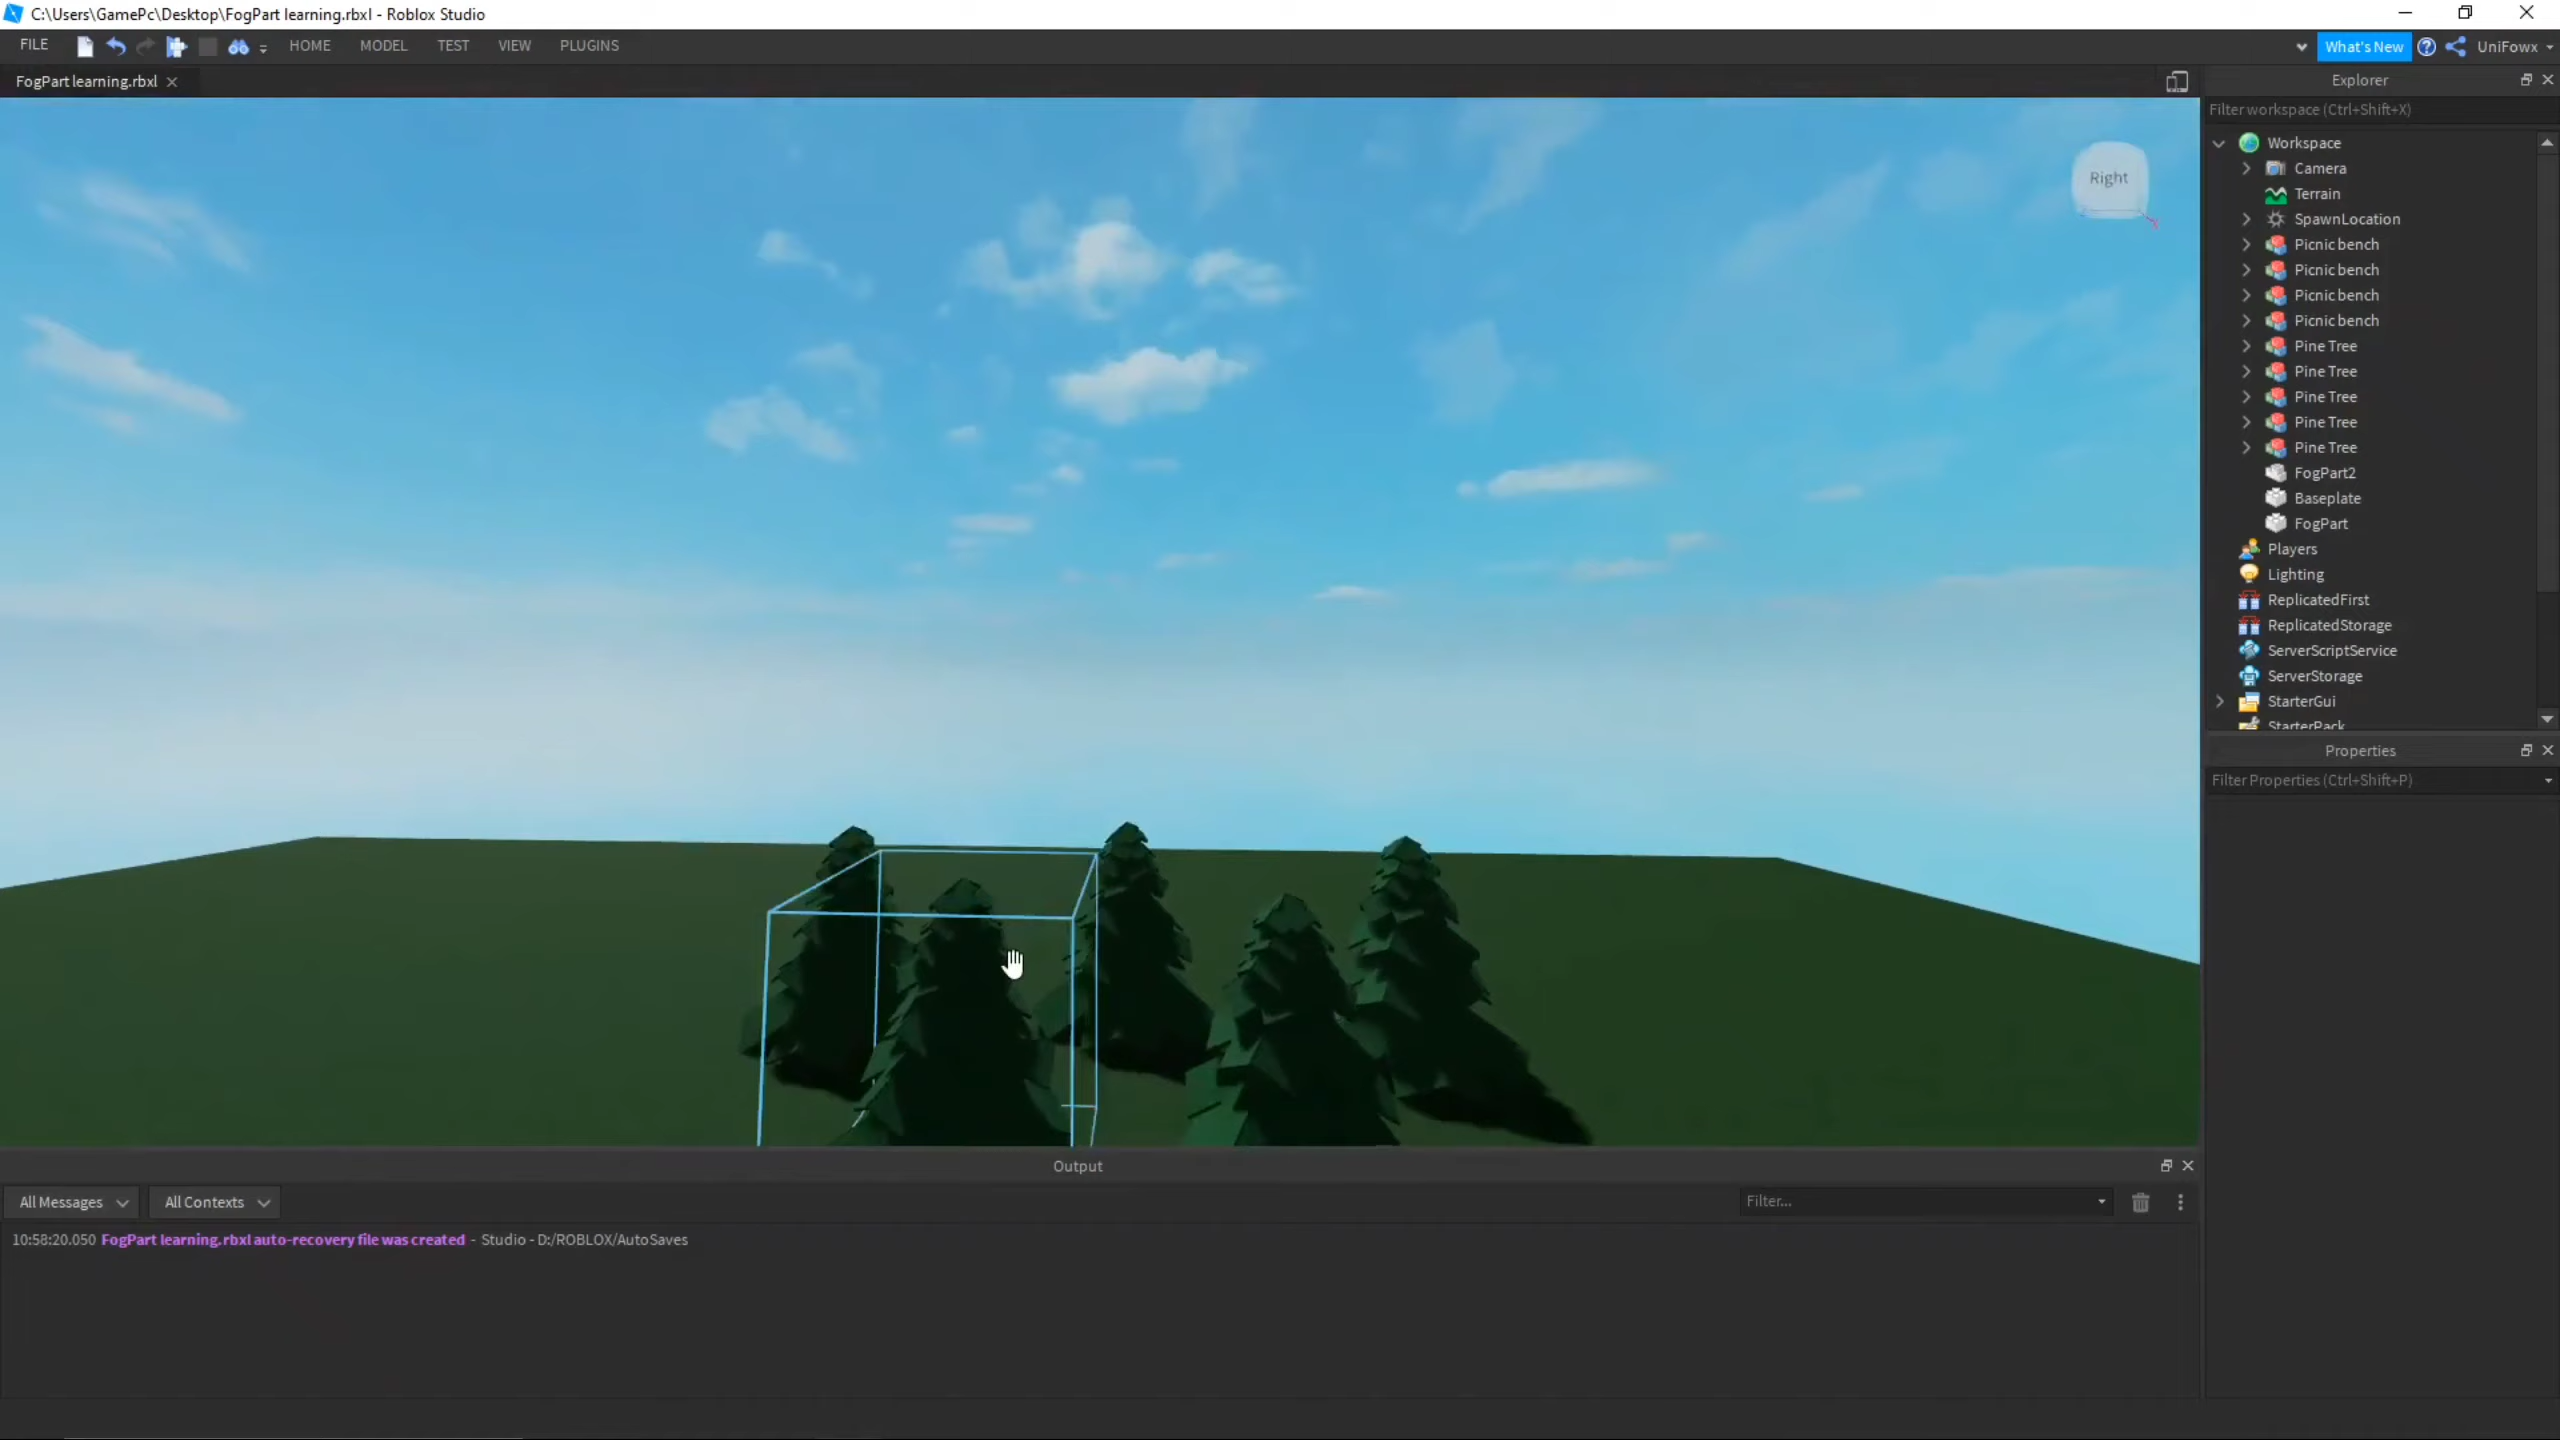 C:\Users\GamePc\Desktop\FogPart learning.rbxl - Roblox Studio
FILE HOME MODEL TEST VIEW PLUGINS What's New UniFowx
FogPart learning.rbxl
Right
Explorer
Filter workspace (Ctrl+Shift+X)
Workspace
Camera
Terrain
SpawnLocation
Picnic bench
Picnic bench
Picnic bench
Picnic bench
Pine Tree
Pine Tree
Pine Tree
Pine Tree
Pine Tree
FogPart2
Baseplate
FogPart
Players
Lighting
ReplicatedFirst
ReplicatedStorage
ServerScriptService
ServerStorage
StarterGui
StarterPack
Properties
Filter Properties (Ctrl+Shift+P)
Output
All Messages All Contexts Filter...
10:58:20.050 FogPart learning.rbxl auto-recovery file was created - Studio - D:/ROBLOX/AutoSaves